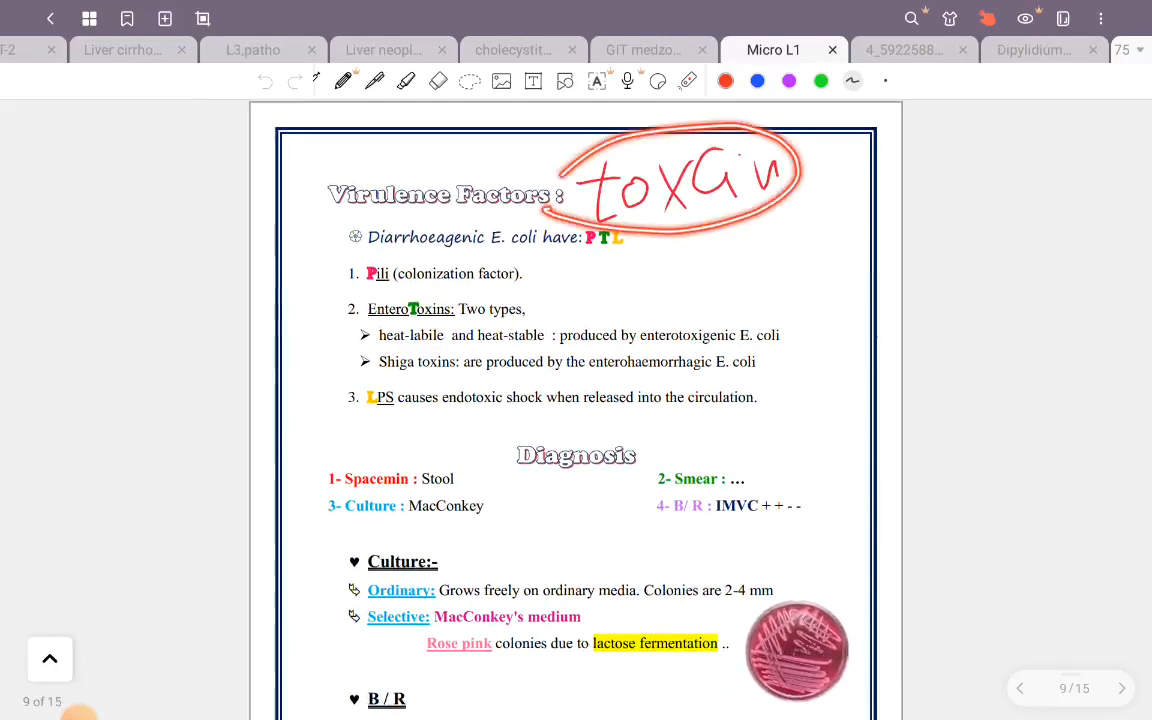 T-2 × Liver cirrho... × L3,patho × Liver neopl... × cholecystit... × GIT medzo... × Micro L1 × 4_5922588... × Dipylidium... × 75
toxGin
Virulence Factors :
Diarrhoeagenic E. coli have: P T L
1. Pili (colonization factor).
2. EnteroToxins: Two types,
➢ heat-labile and heat-stable : produced by enterotoxigenic E. coli
➢ Shiga toxins: are produced by the enterohaemorrhagic E. coli
3. LPS causes endotoxic shock when released into the circulation.
Diagnosis
1- Spacemin : Stool 2- Smear : ...
3- Culture : MacConkey 4- B/ R : IMVC + + - -
♥ Culture:-
Ordinary: Grows freely on ordinary media. Colonies are 2-4 mm
Selective: MacConkey's medium
Rose pink colonies due to lactose fermentation ..
♥ B / R
9 of 15
9/15